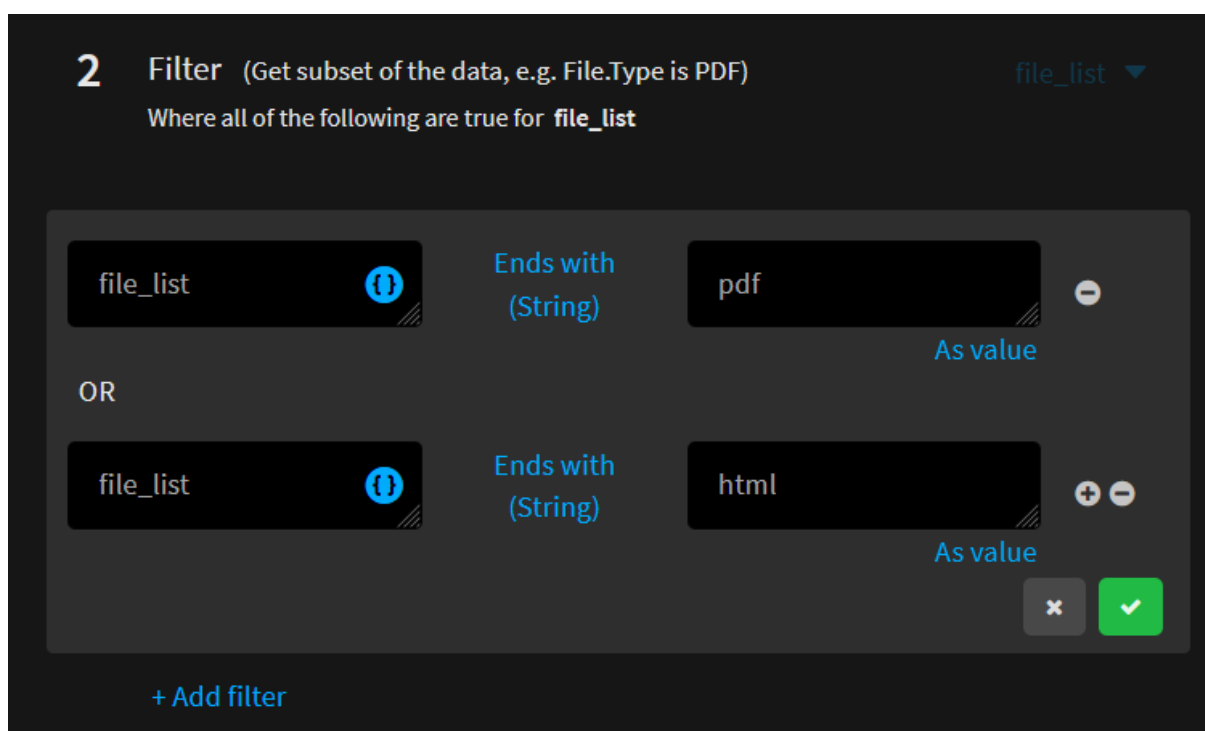 2 Filter (Get subset of the data, e.g. File.Type is PDF) file_list
Where all of the following are true for file_list
file_list {} Ends with (String) pdf
As value
OR
file_list {} Ends with (String) html
As value
+ Add filter